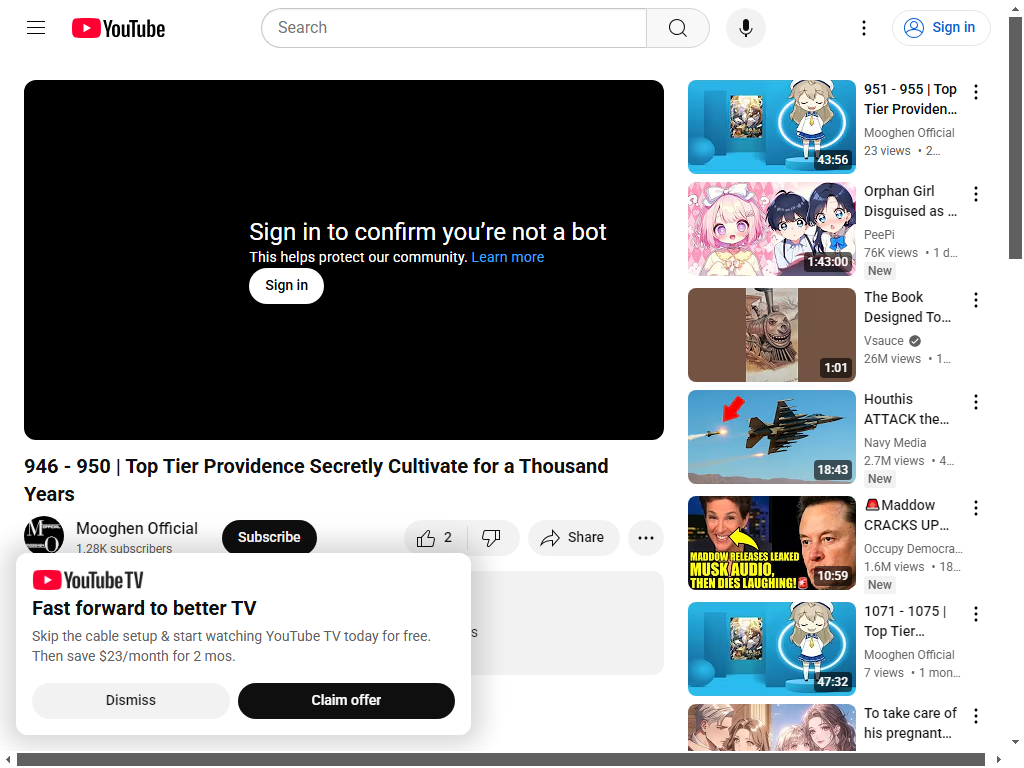 YouTube
Search
Sign in
Sign in to confirm you're not a bot
This helps protect our community. Learn more
Sign in
946 - 950 | Top Tier Providence Secretly Cultivate for a Thousand
Years
Mooghen Official
1.28K subscribers
Subscribe
2
Share
YouTube TV
Fast forward to better TV
Skip the cable setup & start watching YouTube TV today for free.
Then save $23/month for 2 mos.
Dismiss
Claim offer
43:56
951 - 955 | Top
Tier Providen...
Mooghen Official
23 views • 2...
1:43:00
Orphan Girl
Disguised as ...
PeePi
76K views • 1 d...
New
1:01
The Book
Designed To...
Vsauce
26M views • 1...
18:43
Houthis
ATTACK the...
Navy Media
2.7M views • 4...
New
MADDOW RELEASES LEAKED
MUSK AUDIO,
THEN DIES LAUGHING!
10:59
🚨Maddow
CRACKS UP...
Occupy Democra...
1.6M views • 18...
New
47:32
1071 - 1075 |
Top Tier...
Mooghen Official
7 views • 1 mon...
To take care of
his pregnant...